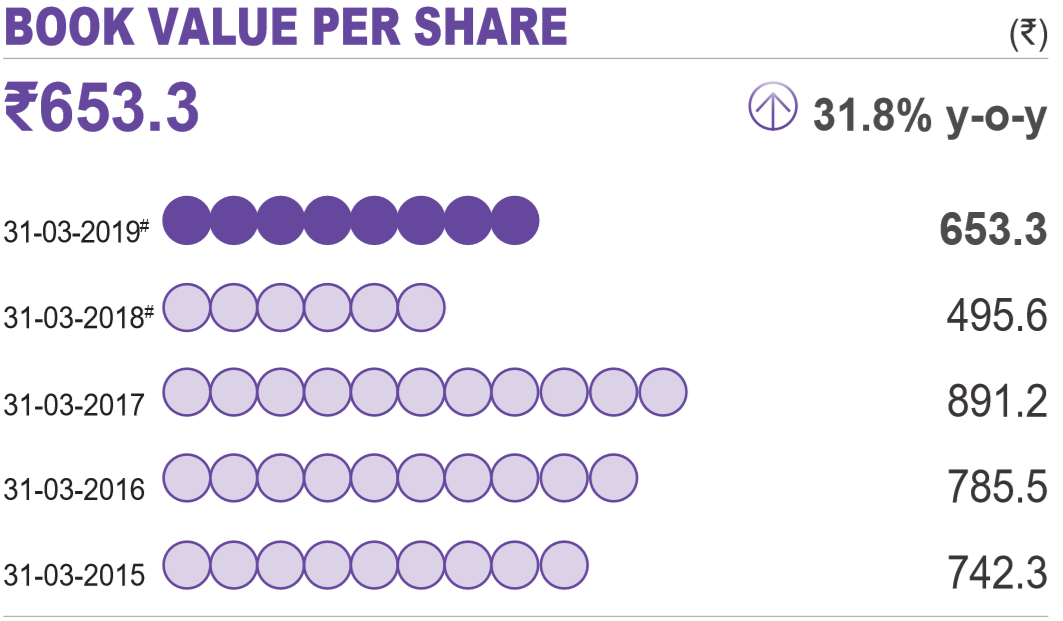 BOOK VALUE PER SHARE (₹)
₹653.3 31.8% y-o-y
31-03-2019# 653.3
31-03-2018# 495.6
31-03-2017 891.2
31-03-2016 785.5
31-03-2015 742.3